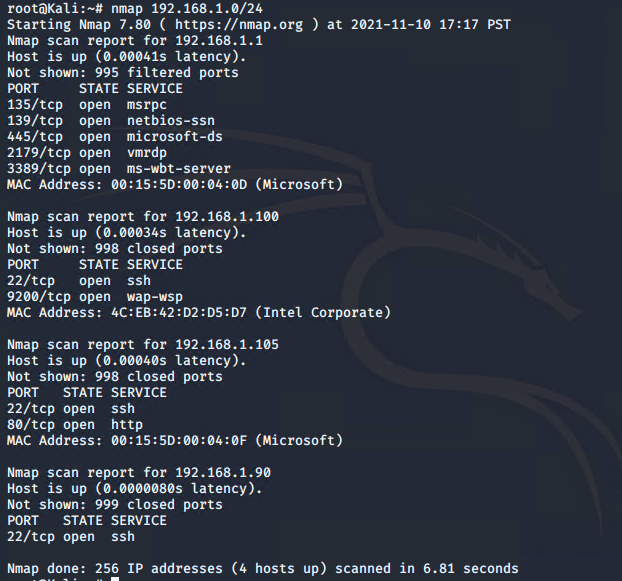 root@Kali:~# nmap 192.168.1.0/24
Starting Nmap 7.80 ( https://nmap.org ) at 2021-11-10 17:17 PST
Nmap scan report for 192.168.1.1
Host is up (0.00041s latency).
Not shown: 995 filtered ports
PORT     STATE SERVICE
135/tcp  open  msrpc
139/tcp  open  netbios-ssn
445/tcp  open  microsoft-ds
2179/tcp open  vmrdp
3389/tcp open  ms-wbt-server
MAC Address: 00:15:5D:00:04:0D (Microsoft)

Nmap scan report for 192.168.1.100
Host is up (0.00034s latency).
Not shown: 998 closed ports
PORT     STATE SERVICE
22/tcp   open  ssh
9200/tcp open  wap-wsp
MAC Address: 4C:EB:42:D2:D5:D7 (Intel Corporate)

Nmap scan report for 192.168.1.105
Host is up (0.00040s latency).
Not shown: 998 closed ports
PORT   STATE SERVICE
22/tcp open  ssh
80/tcp open  http
MAC Address: 00:15:5D:00:04:0F (Microsoft)

Nmap scan report for 192.168.1.90
Host is up (0.0000080s latency).
Not shown: 999 closed ports
PORT   STATE SERVICE
22/tcp open  ssh

Nmap done: 256 IP addresses (4 hosts up) scanned in 6.81 seconds